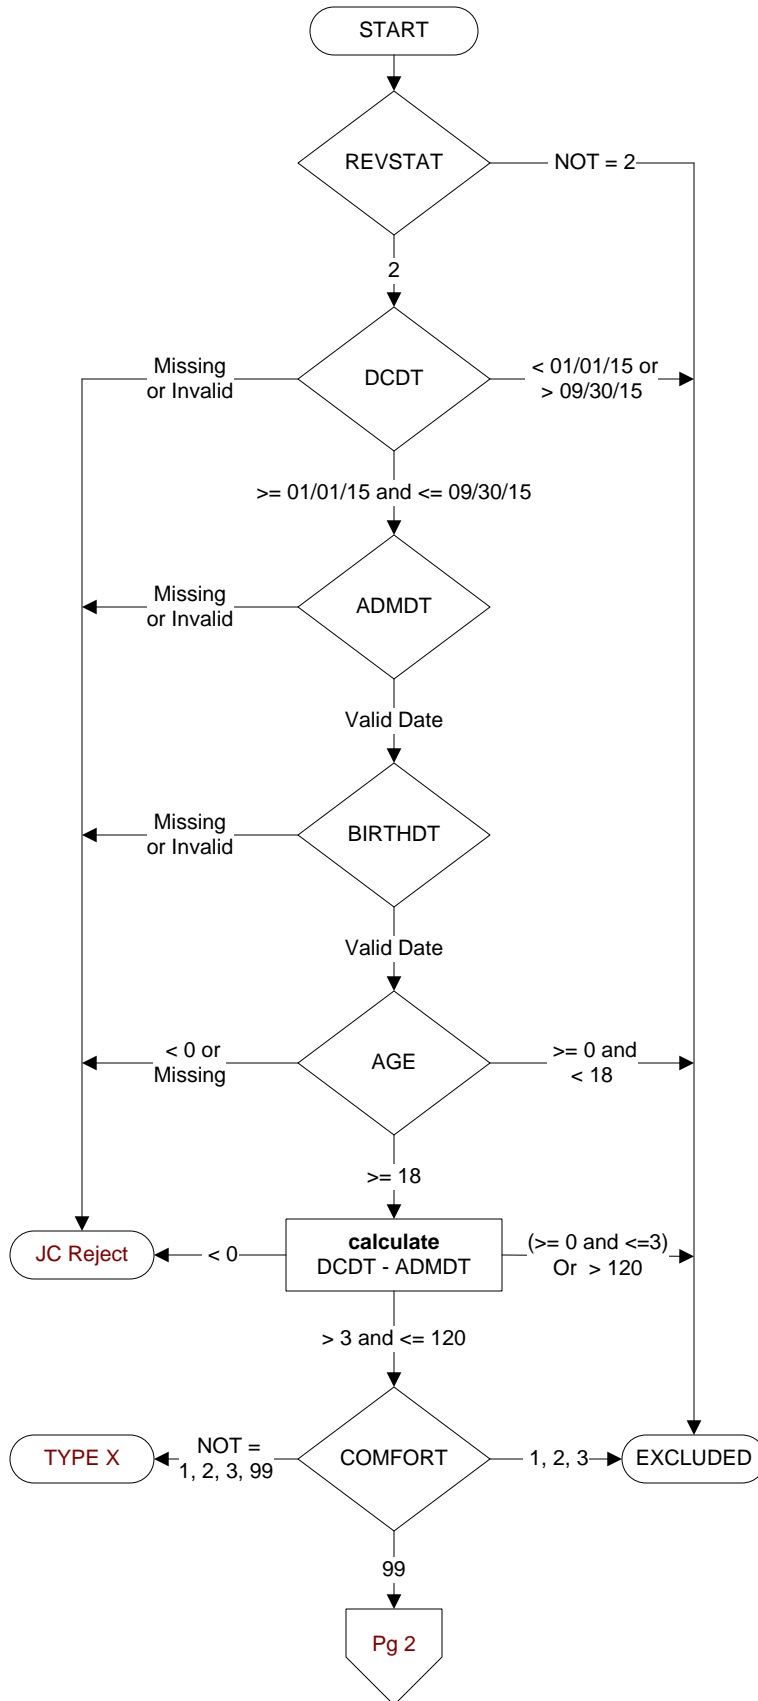 START
REVSTAT
NOT = 2
2
Missing
or Invalid
DCDT
< 01/01/15 or
> 09/30/15
>= 01/01/15 and <= 09/30/15
Missing
or Invalid
ADMDT
Valid Date
Missing
or Invalid
BIRTHDT
Valid Date
< 0 or
Missing
AGE
>= 0 and
< 18
>= 18
JC Reject
< 0
calculate
DCDT - ADMDT
(>= 0 and <=3)
Or > 120
> 3 and <= 120
TYPE X
NOT =
1, 2, 3, 99
COMFORT
1, 2, 3
EXCLUDED
99
Pg 2